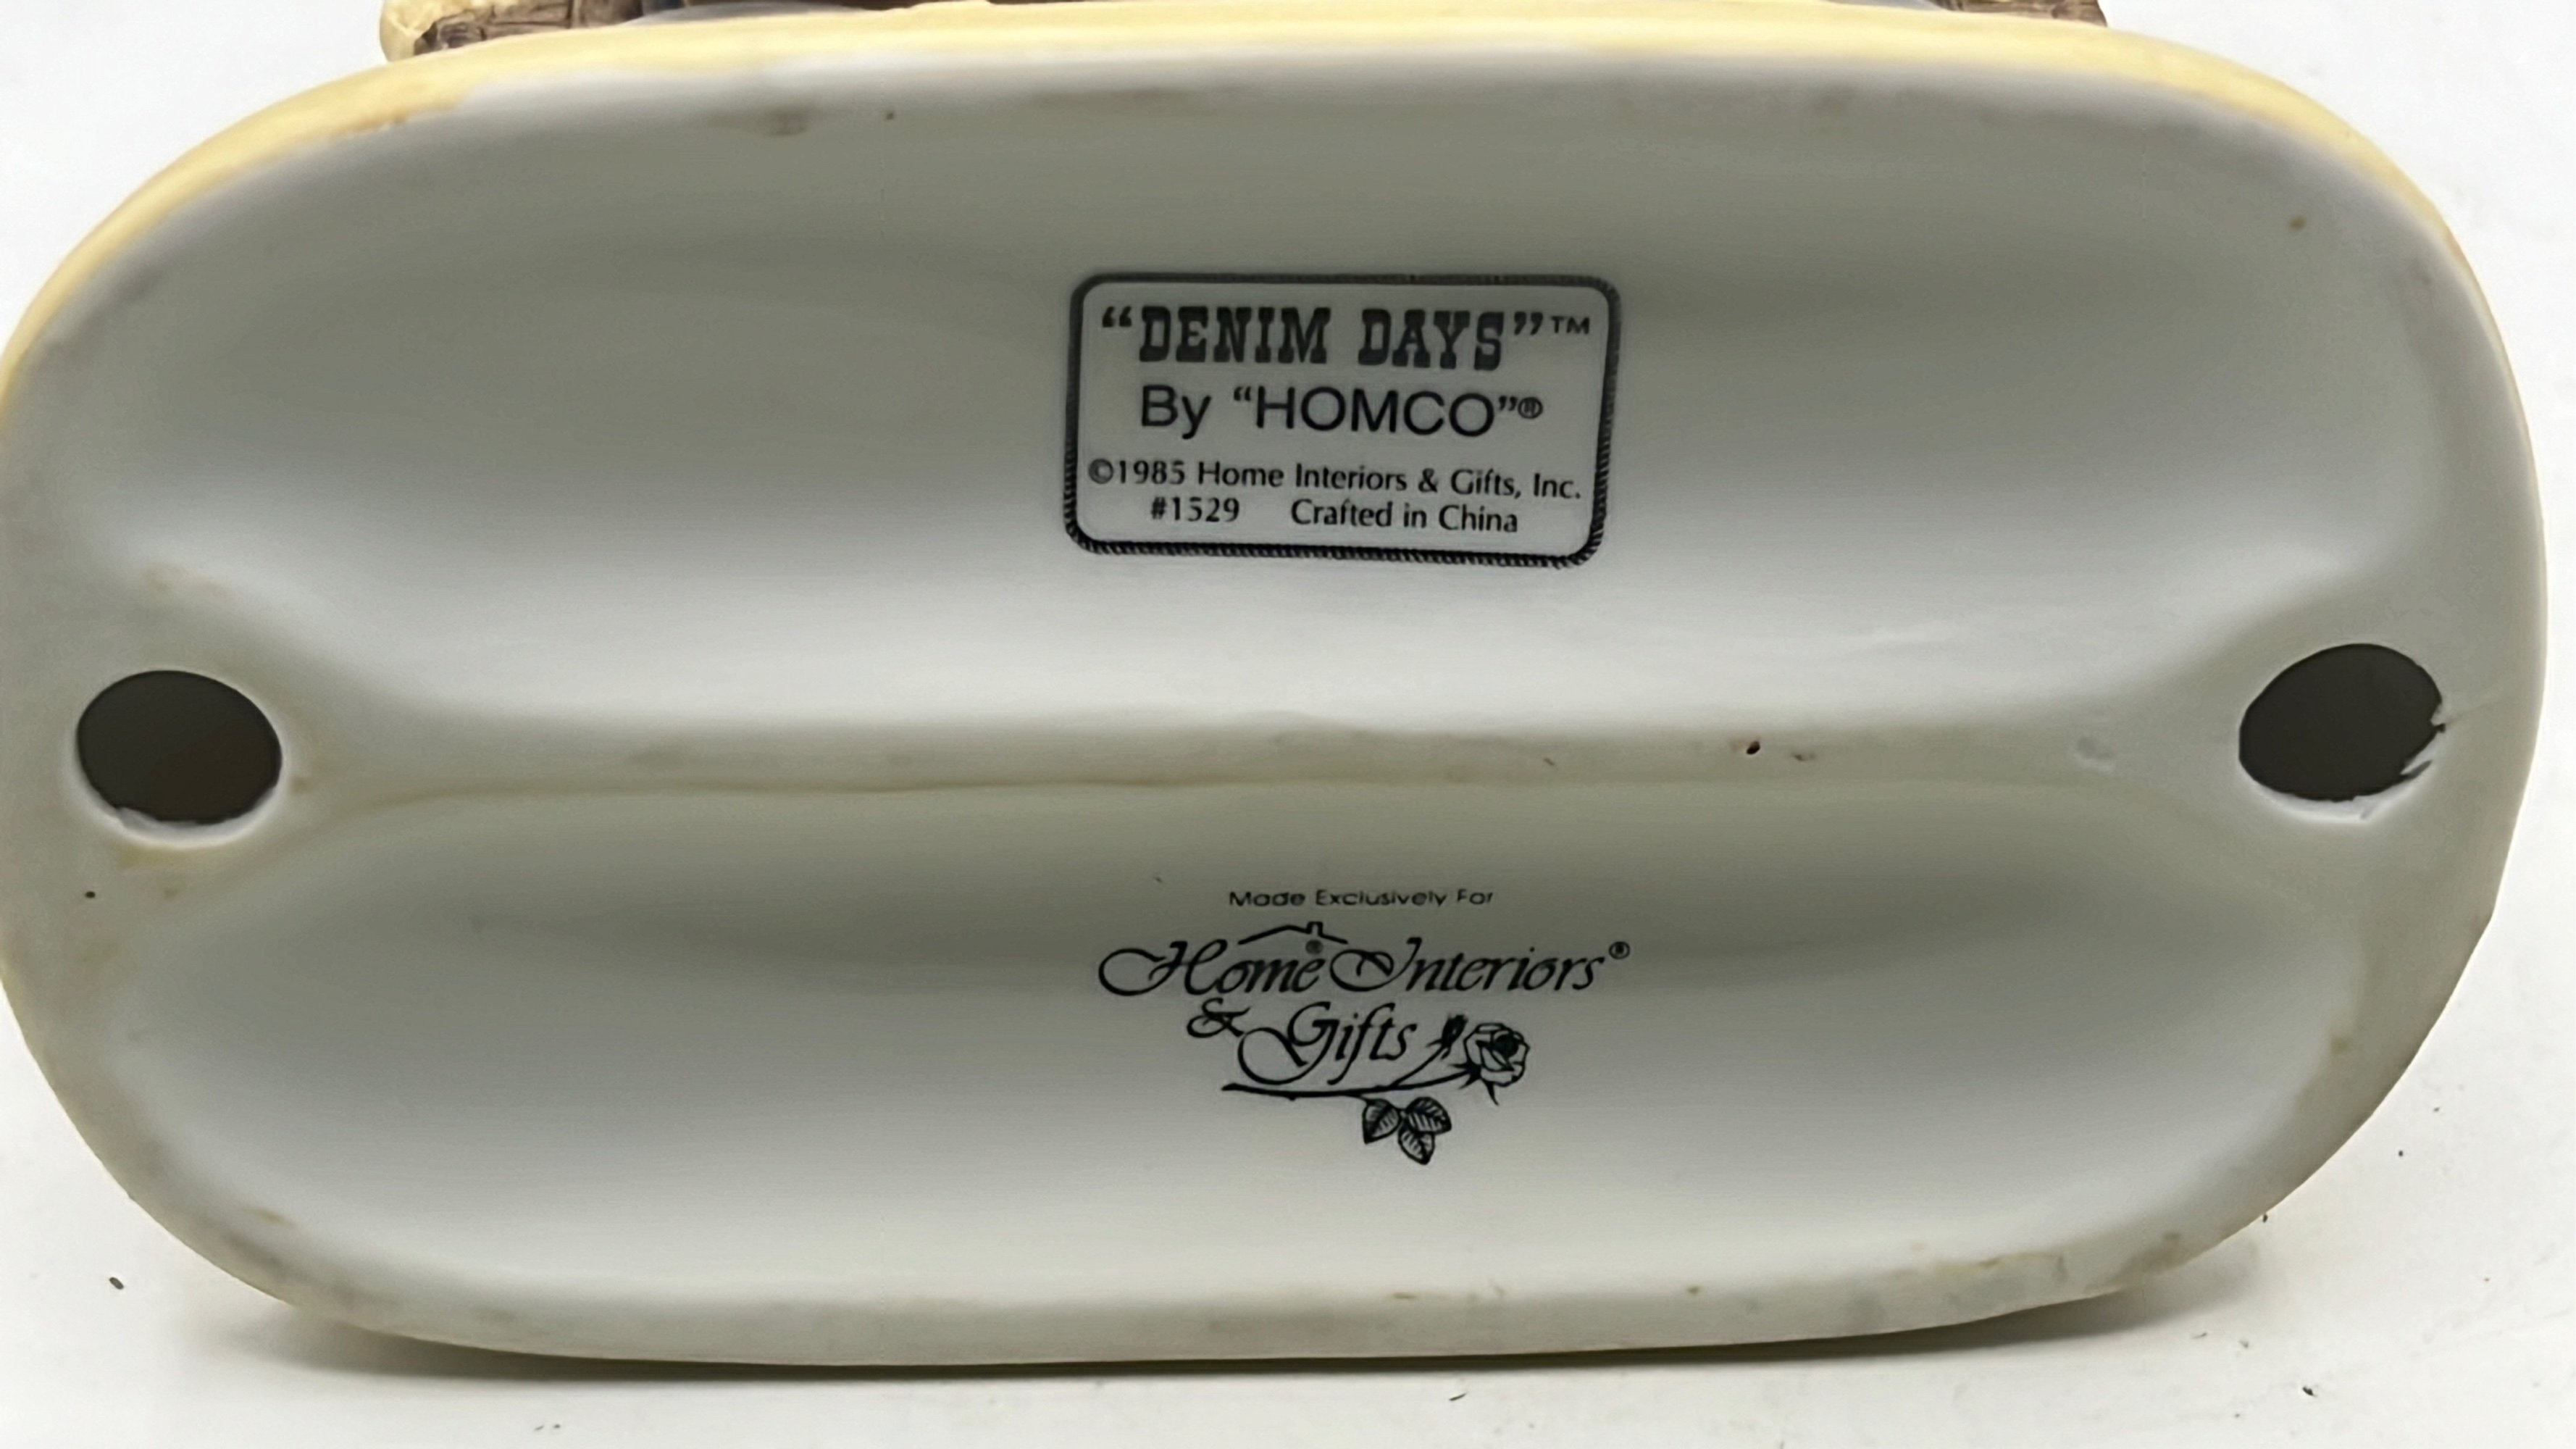 “DENIM DAYS”™
By “HOMCO”®
©1985 Home Interiors & Gifts, Inc.
#1529 Crafted in China
Made Exclusively For
Home Interiors®
& Gifts